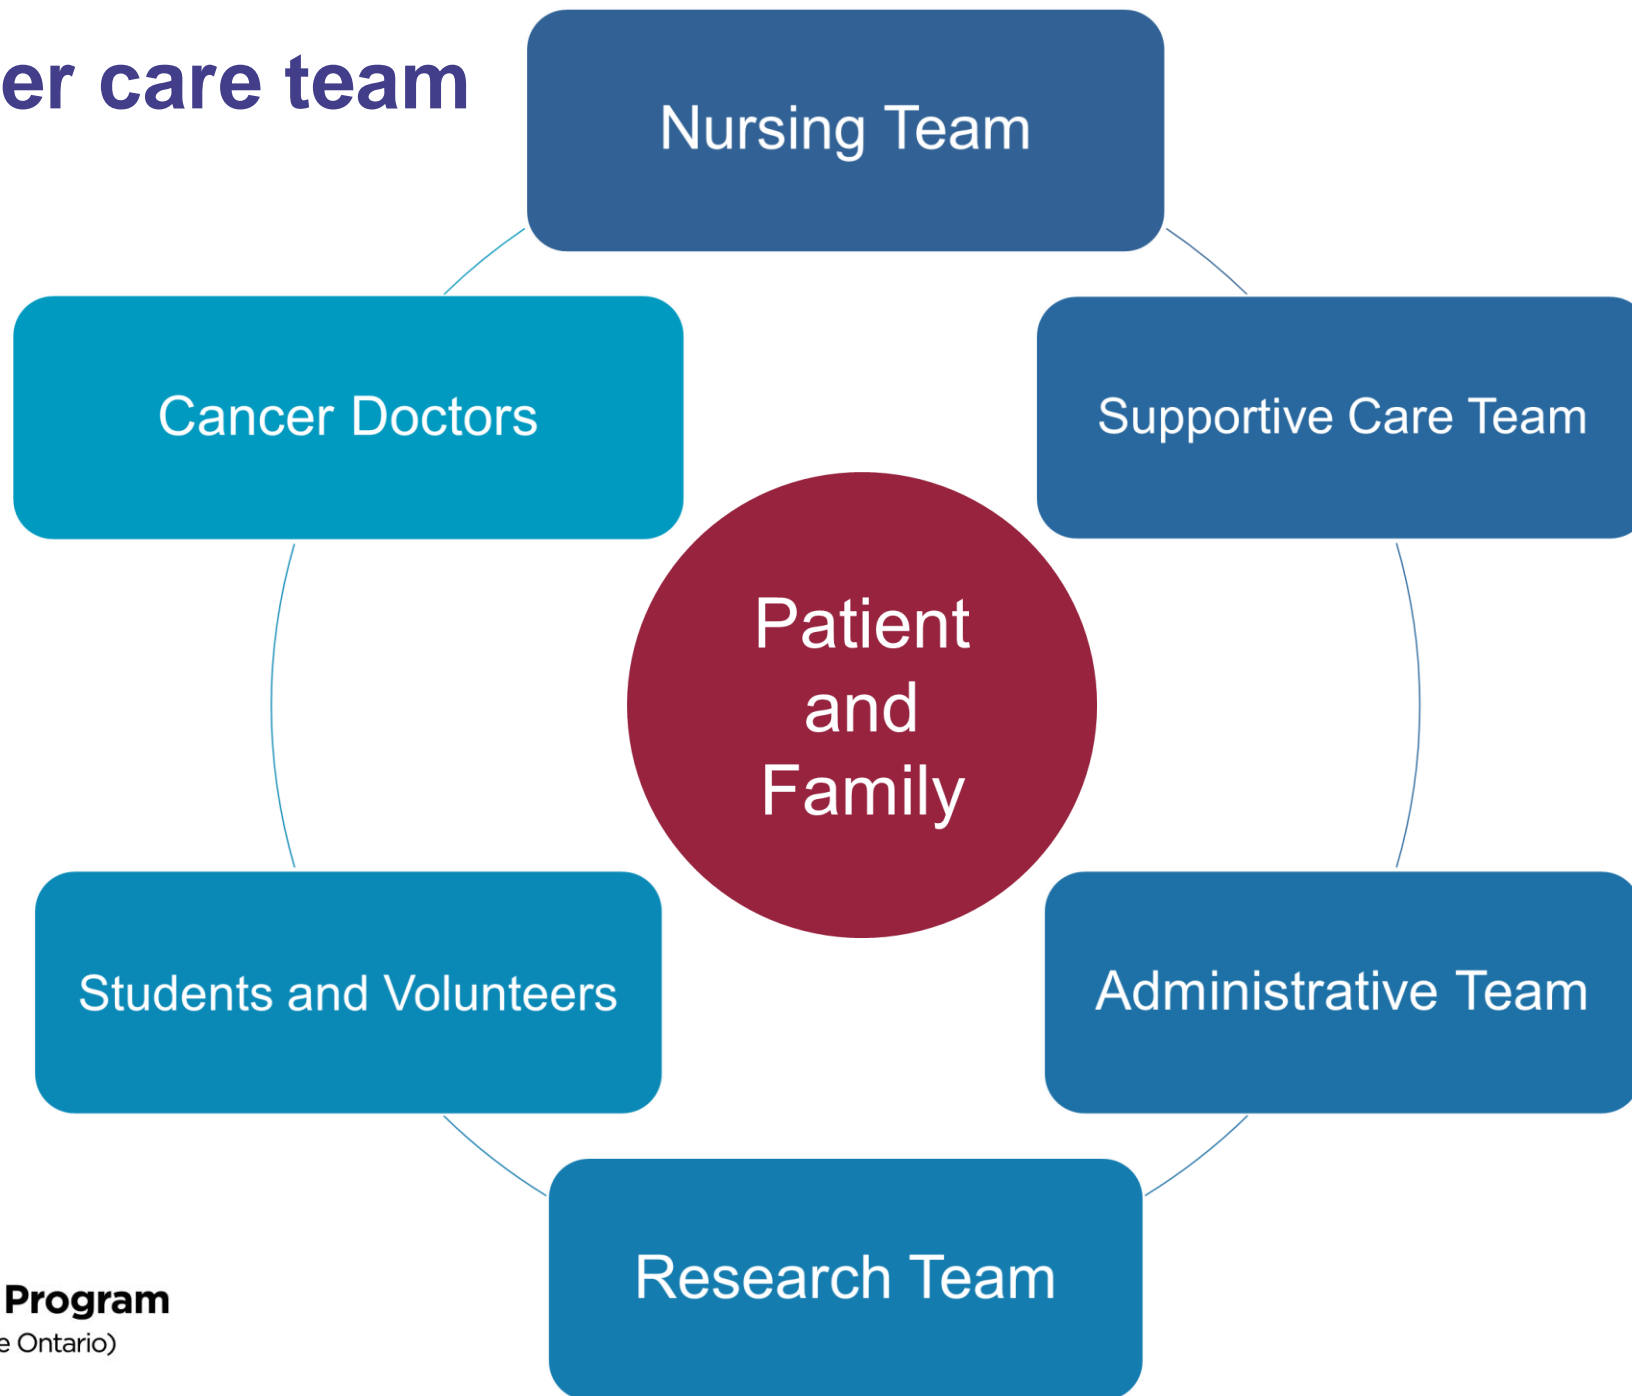 er care team
Nursing Team
Cancer Doctors
Supportive Care Team
Patient
and
Family
Students and Volunteers
Administrative Team
Research Team
Program
e Ontario)